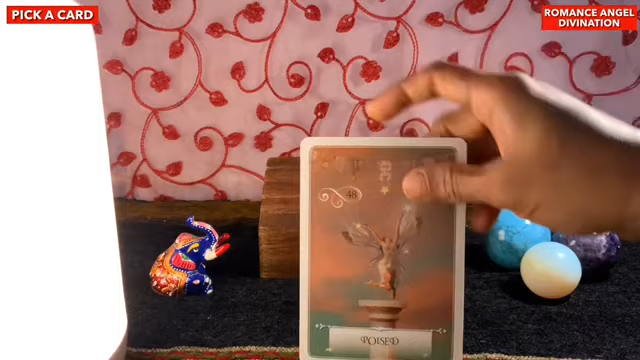 PICK A CARD
ROMANCE ANGEL
DIVINATION
48
POISED